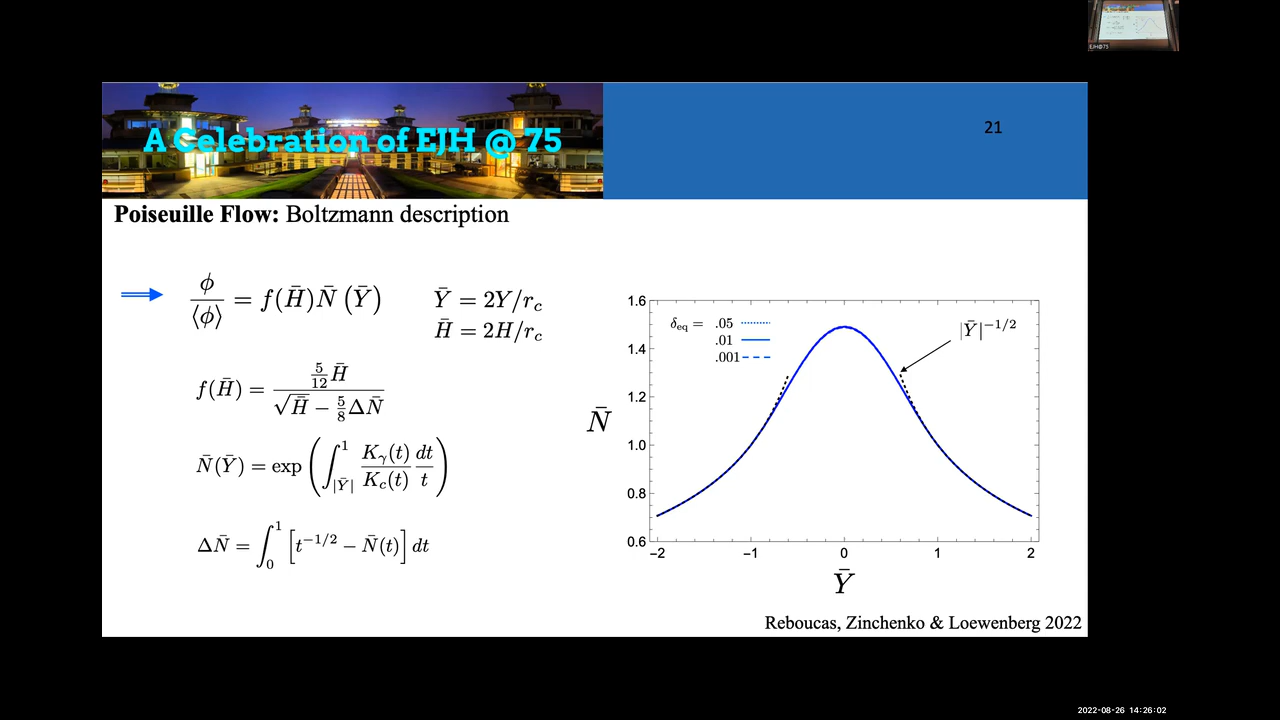 EJH@75
A Celebration of EJH @ 75
21
Poiseuille Flow: Boltzmann description
ϕ/⟨ϕ⟩ = f(H̄)N̄(Ȳ)
Ȳ = 2Y/r_c
H̄ = 2H/r_c
f(H̄) = (5/12 H̄)/(√H̄ − 5/8 ΔN̄)
N̄(Ȳ) = exp(∫_{|Ȳ|}^{1} K_γ(t)/K_c(t) dt/t)
ΔN̄ = ∫_0^1 [t^{−1/2} − N̄(t)] dt
1.6
1.4
1.2
1.0
0.8
0.6
N̄
δ_eq = .05
.01
.001
|Ȳ|^{−1/2}
−2 −1 0 1 2
Ȳ
Reboucas, Zinchenko & Loewenberg 2022
2022-08-26 14:26:02